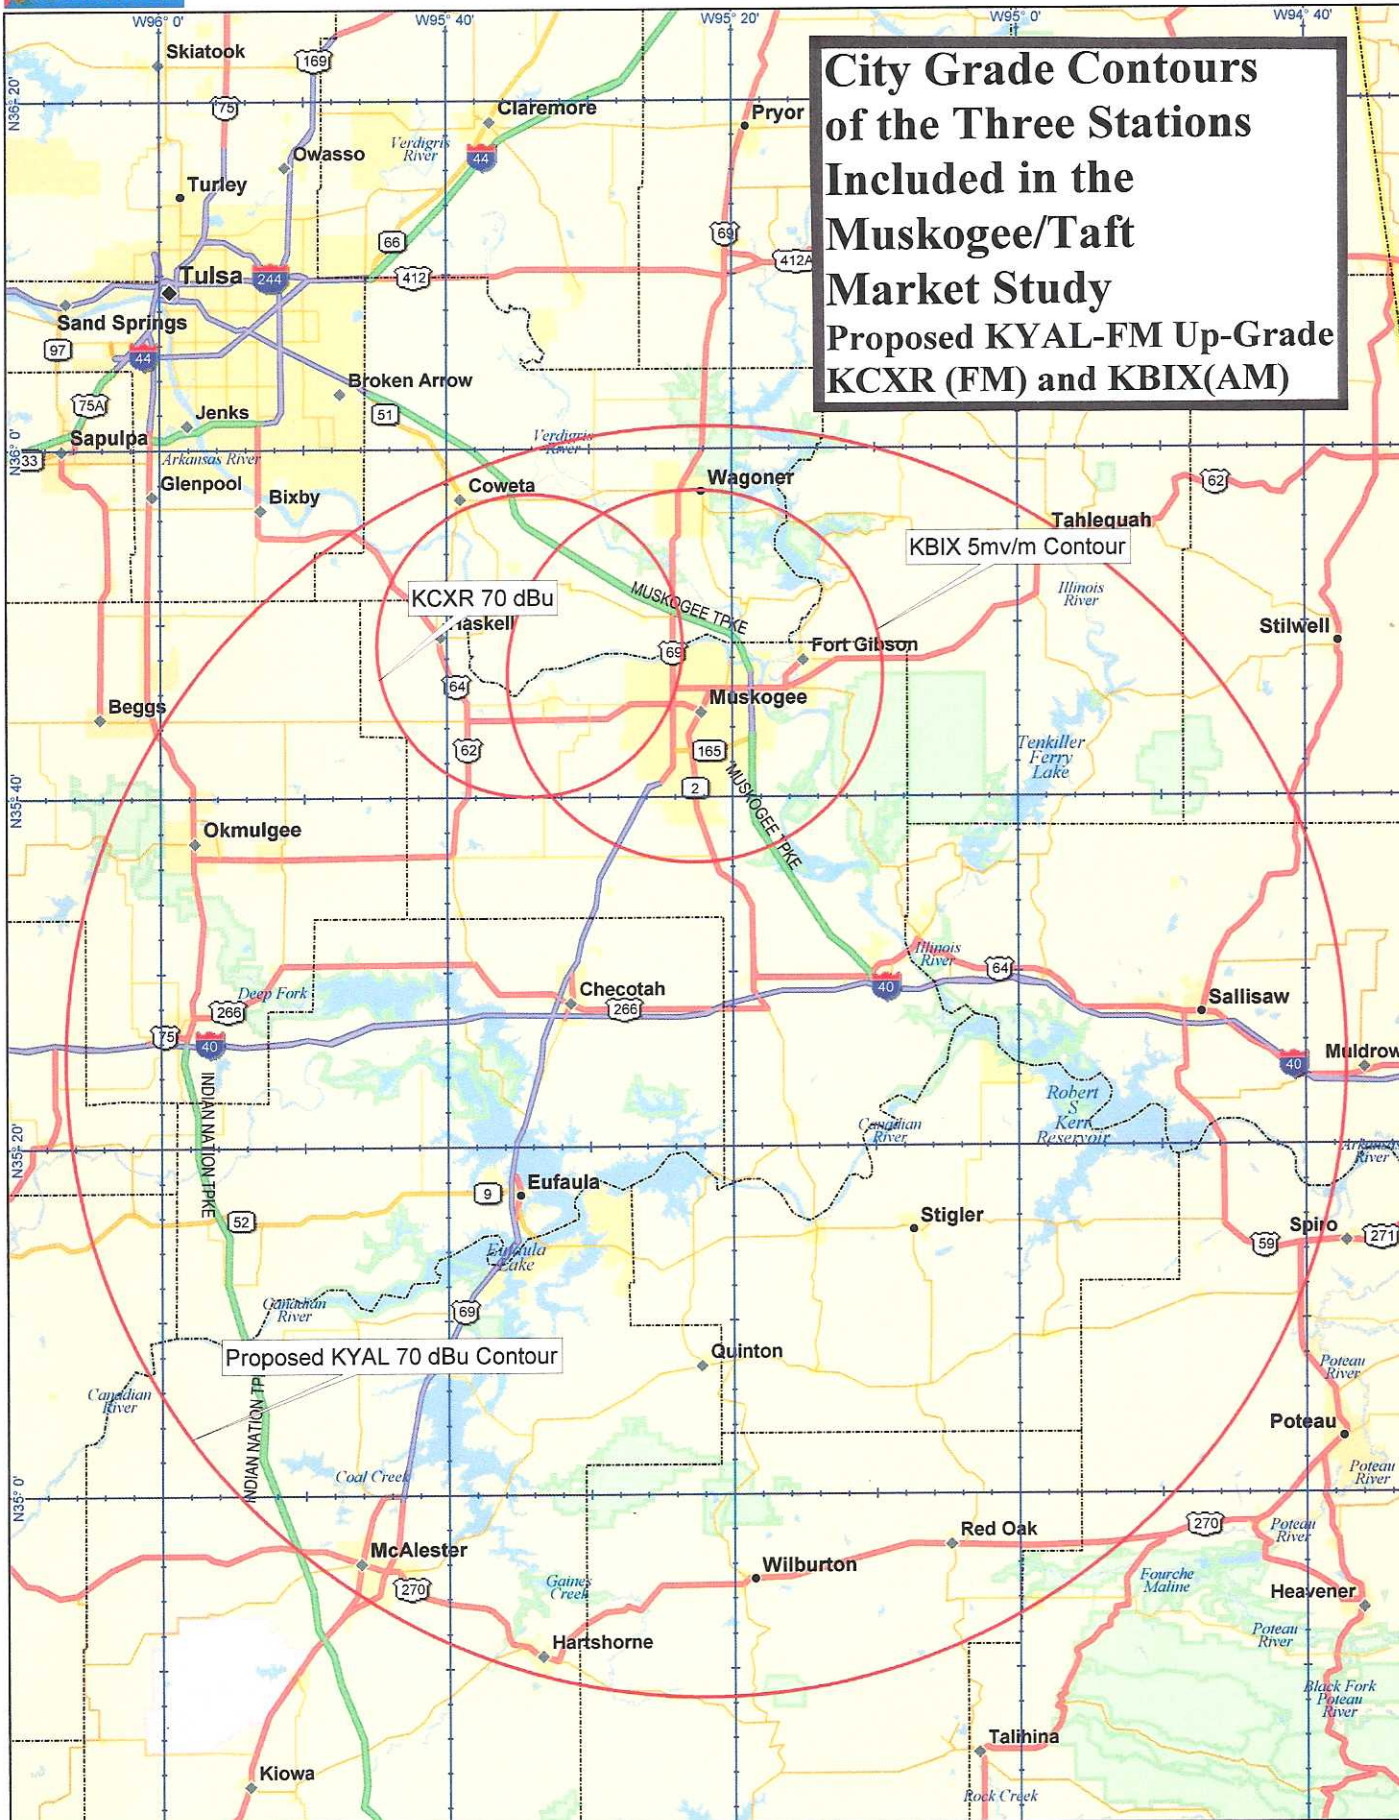 W96° 0'
W95° 40'
W95° 20'
W95° 0'
W94° 40'
City Grade Contours
of the Three Stations
Included in the
Muskogee/Taft
Market Study
Proposed KYAL-FM Up-Grade
KCXR (FM) and KBIX(AM)
Skiatook
169
75
N36° 20'
Claremore
Pryor
Verdigris
River
44
Owasso
Turley
69
66
412A
Tulsa
244
412
Sand Springs
97
44
Broken Arrow
75A
51
Jenks
Verdigris
River
N36° 0'
33
Sapulpa
Arkansas River
Glenpool
Bixby
Coweta
Wagoner
62
Tahlequah
KBIX 5mv/m Contour
KCXR 70 dBu
MUSKOGEE TPKE
Illinois
River
Haskell
Stilwell
69
Fort Gibson
64
Muskogee
Beggs
62
165
Tenkiller
Ferry
Lake
2
MUSKOGEE TPKE
N35° 40'
Okmulgee
Illinois
River
64
Deep Fork
Checotah
40
Sallisaw
266
266
75
40
40
Muldrow
INDIAN NATION TPKE
Robert
S
Kerr
Reservoir
Canadian
River
N35° 20'
Arkansas
River
Eufaula
9
52
Stigler
Spiro
59
271
Eufaula
Lake
Canadian
River
69
Proposed KYAL 70 dBu Contour
Quinton
Poteau
River
Canadian
River
INDIAN NATION TPKE
Poteau
Coal Creek
Poteau
River
N35° 0'
Red Oak
270
Poteau
River
McAlester
Wilburton
270
Gaines
Creek
Fourche
Maline
Heavener
Hartshorne
Poteau
River
Black Fork
Poteau
River
Talihina
Kiowa
Rock Creek